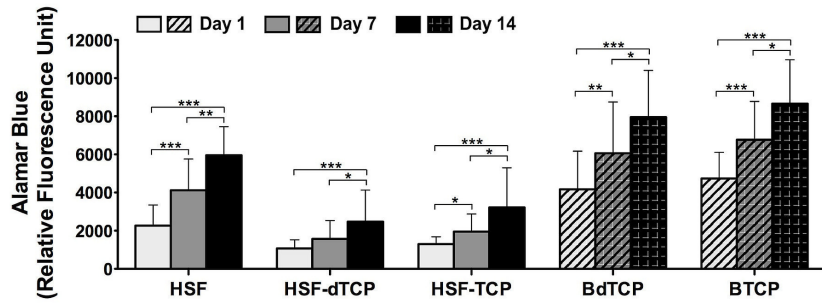 Day 1 Day 7 Day 14
Alamar Blue
(Relative Fluorescence Unit)
12000
10000
8000
6000
4000
2000
0
*** ** ***
*** *
*** * *
*** * **
*** * ***
HSF HSF-dTCP HSF-TCP BdTCP BTCP